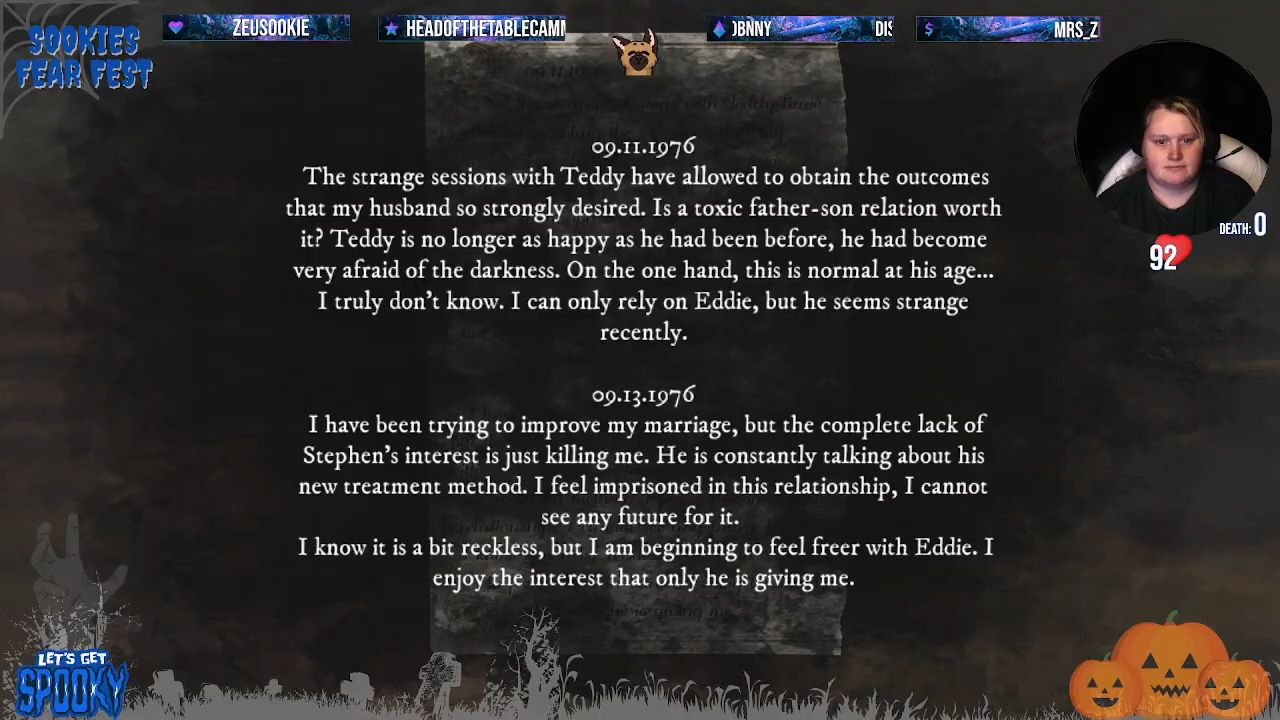 SOOKIES
FEAR FEST
ZEUSOOKIE
HEADOFTHETABLECAMI
JBNNY
DIS
MRS_Z
09.11.1976
The strange sessions with Teddy have allowed to obtain the outcomes
that my husband so strongly desired. Is a toxic father-son relation worth
it? Teddy is no longer as happy as he had been before, he had become
very afraid of the darkness. On the one hand, this is normal at his age...
I truly don't know. I can only rely on Eddie, but he seems strange
recently.
09.13.1976
I have been trying to improve my marriage, but the complete lack of
Stephen's interest is just killing me. He is constantly talking about his
new treatment method. I feel imprisoned in this relationship, I cannot
see any future for it.
I know it is a bit reckless, but I am beginning to feel freer with Eddie. I
enjoy the interest that only he is giving me.
DEATH: 0
92
LET'S GET
SPOOKY